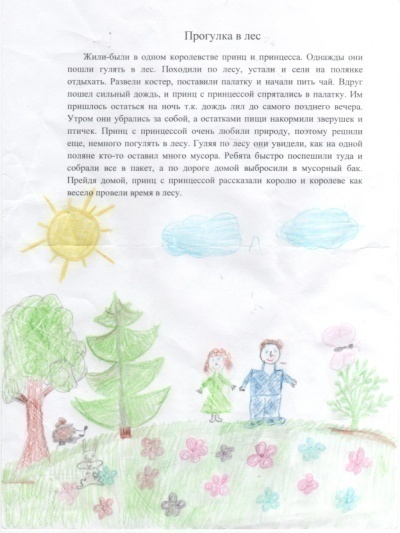 Прогулка в лес
Жили-были в одном королевстве принц и принцесса. Однажды они
пошли гулять в лес. Походили по лесу, устали и сели на полянке
отдыхать. Развели костер, поставили палатку и начали пить чай. Вдруг
пошел сильный дождь, и принц с принцессой спрятались в палатку. Им
пришлось остаться на ночь т.к. дождь лил до самого позднего вечера.
Утром они убрались за собой, а остатками пищи накормили зверушек и
птичек. Принц с принцессой очень любили природу, поэтому решили
еще, немного погулять в лесу. Гуляя по лесу они увидели, как на одной
поляне кто-то оставил много мусора. Ребята быстро поспешили туда и
собрали все в пакет, а по дороге домой выбросили в мусорный бак.
Прейдя домой, принц с принцессой рассказали королю и королеве как
весело провели время в лесу.